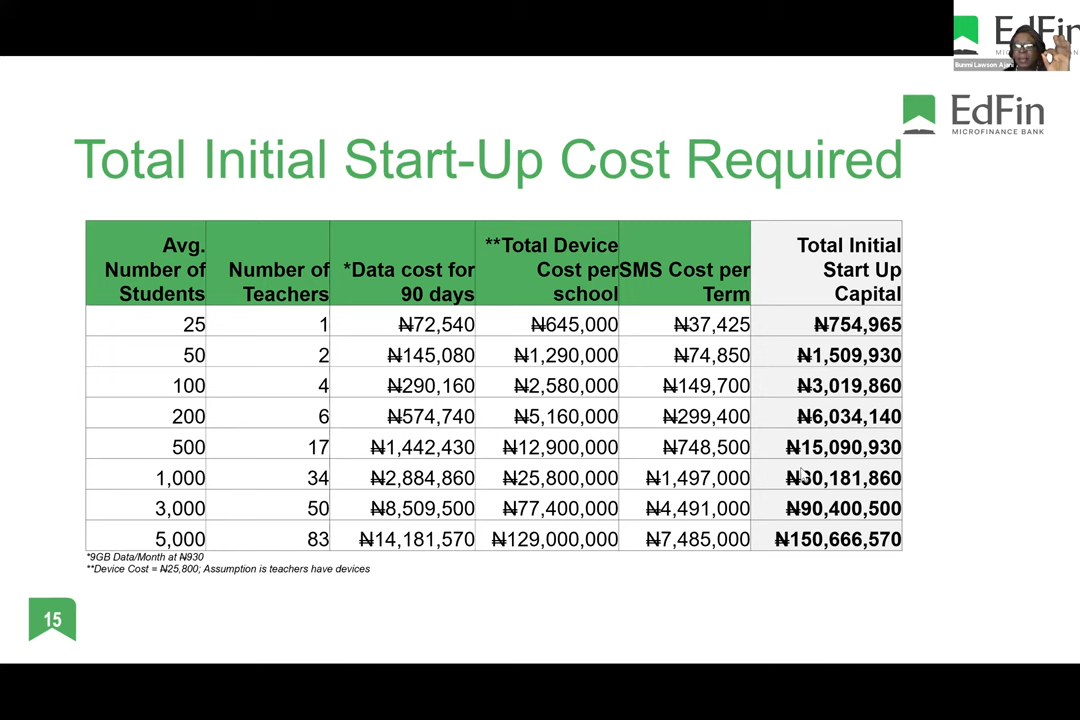 EdFin
Bunmi Lawson Ajani
EdFin
MICROFINANCE BANK
Total Initial Start-Up Cost Required
Avg. Number of Students | Number of Teachers | *Data cost for 90 days | **Total Device Cost per school | SMS Cost per Term | Total Initial Start Up Capital
25 | 1 | ₦72,540 | ₦645,000 | ₦37,425 | ₦754,965
50 | 2 | ₦145,080 | ₦1,290,000 | ₦74,850 | ₦1,509,930
100 | 4 | ₦290,160 | ₦2,580,000 | ₦149,700 | ₦3,019,860
200 | 6 | ₦574,740 | ₦5,160,000 | ₦299,400 | ₦6,034,140
500 | 17 | ₦1,442,430 | ₦12,900,000 | ₦748,500 | ₦15,090,930
1,000 | 34 | ₦2,884,860 | ₦25,800,000 | ₦1,497,000 | ₦30,181,860
3,000 | 50 | ₦8,509,500 | ₦77,400,000 | ₦4,491,000 | ₦90,400,500
5,000 | 83 | ₦14,181,570 | ₦129,000,000 | ₦7,485,000 | ₦150,666,570
*9GB Data/Month at ₦930
**Device Cost = ₦25,800; Assumption is teachers have devices
15